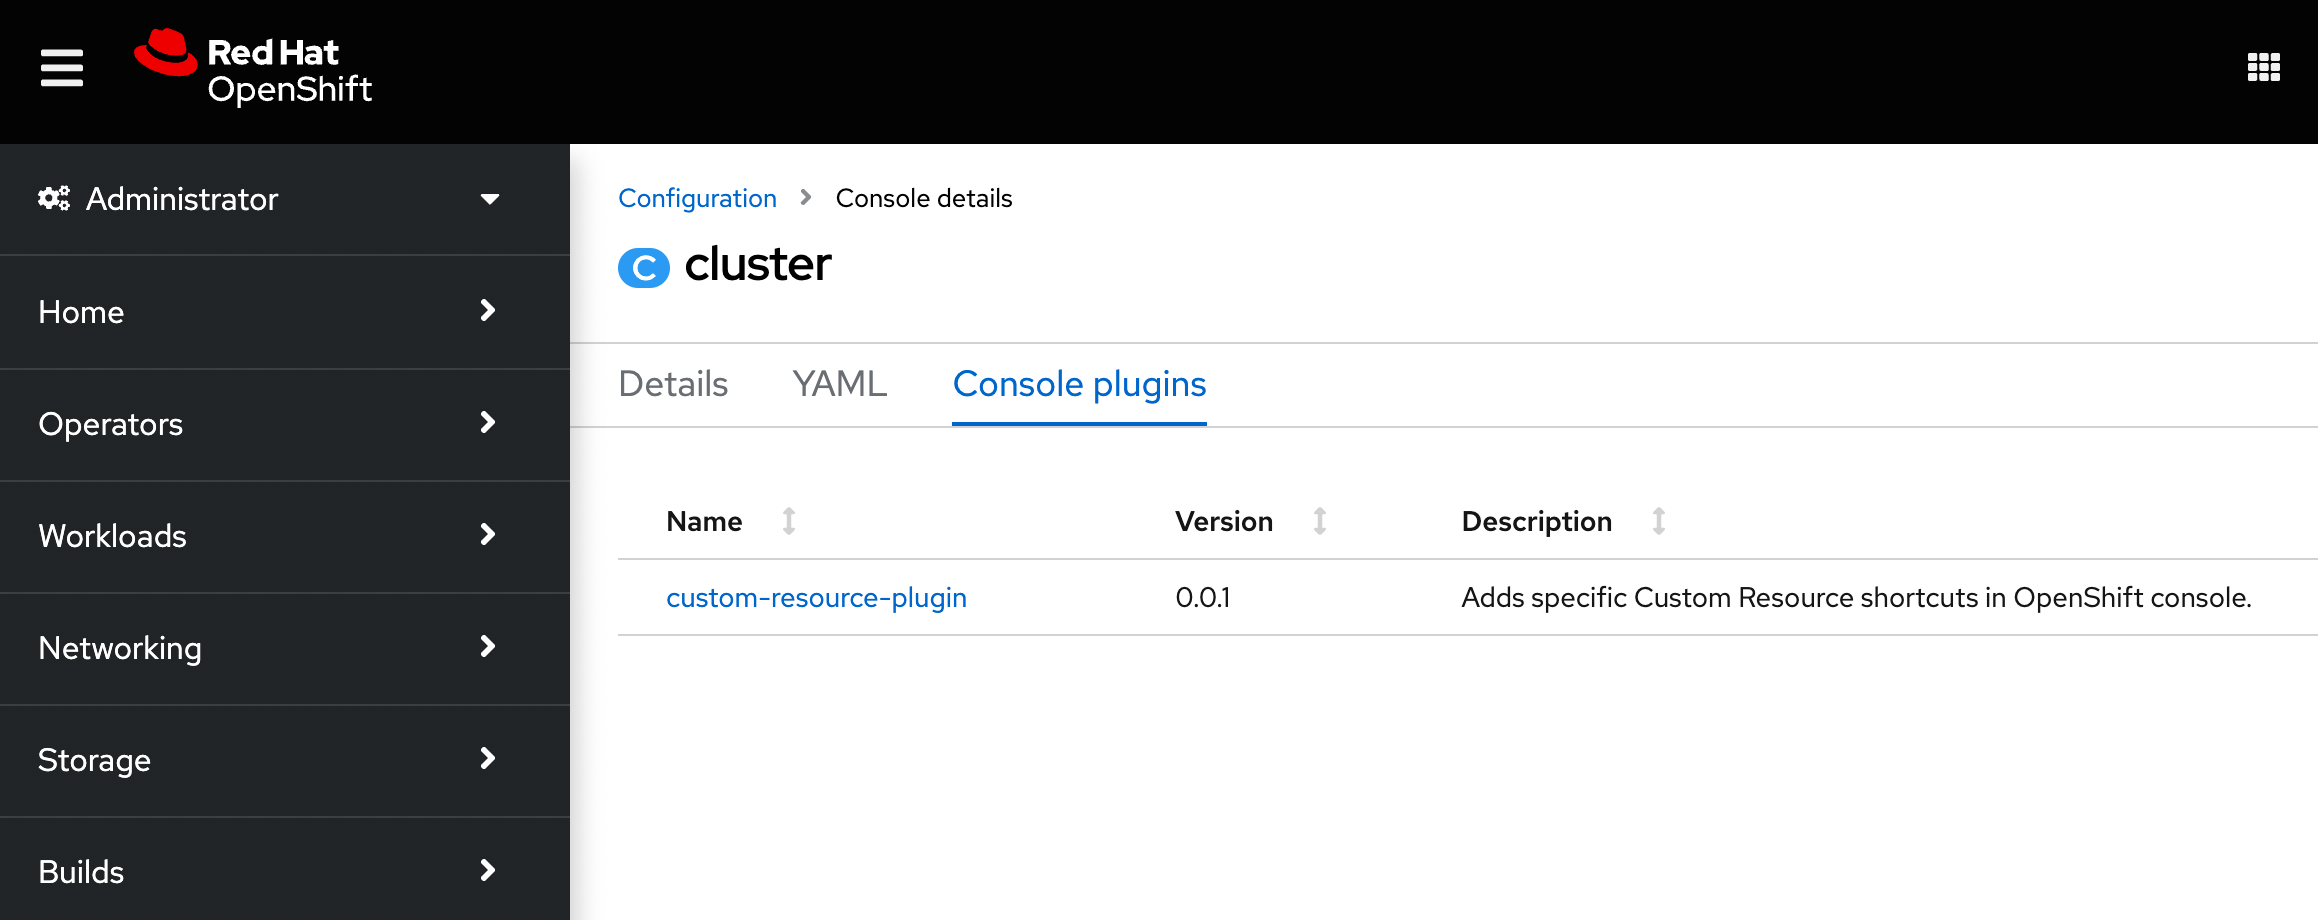 Red Hat
OpenShift
Administrator
Home
Operators
Workloads
Networking
Storage
Builds
Configuration > Console details
C cluster
Details YAML Console plugins
Name Version Description
custom-resource-plugin 0.0.1 Adds specific Custom Resource shortcuts in OpenShift console.